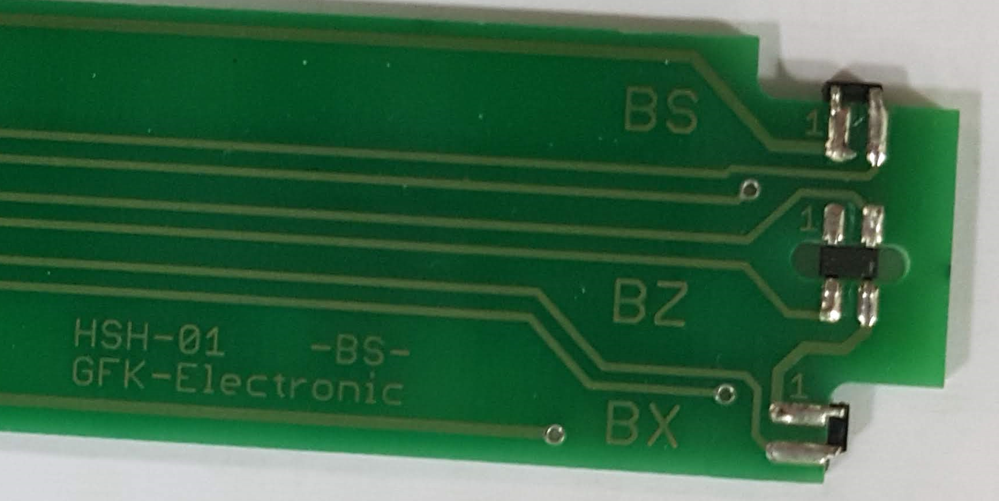 BS
1
1
BZ
HSH-01 -BS-
GFK-Electronic
1
BX